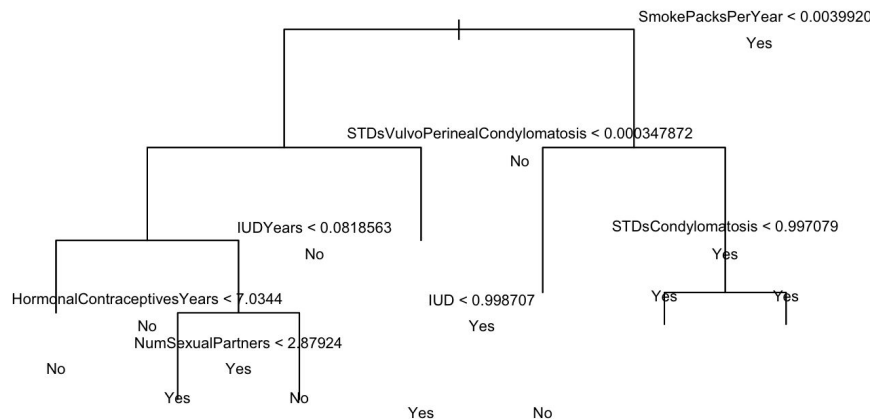 SmokePacksPerYear < 0.0039920
Yes
STDsVulvoPerinealCondylomatosis < 0.000347872
No
IUDYears < 0.0818563
STDsCondylomatosis < 0.997079
No
Yes
HormonalContraceptivesYears < 7.0344
IUD < 0.998707
Yes
Yes
No
Yes
NumSexualPartners < 2.87924
No
Yes
Yes
No
Yes
No